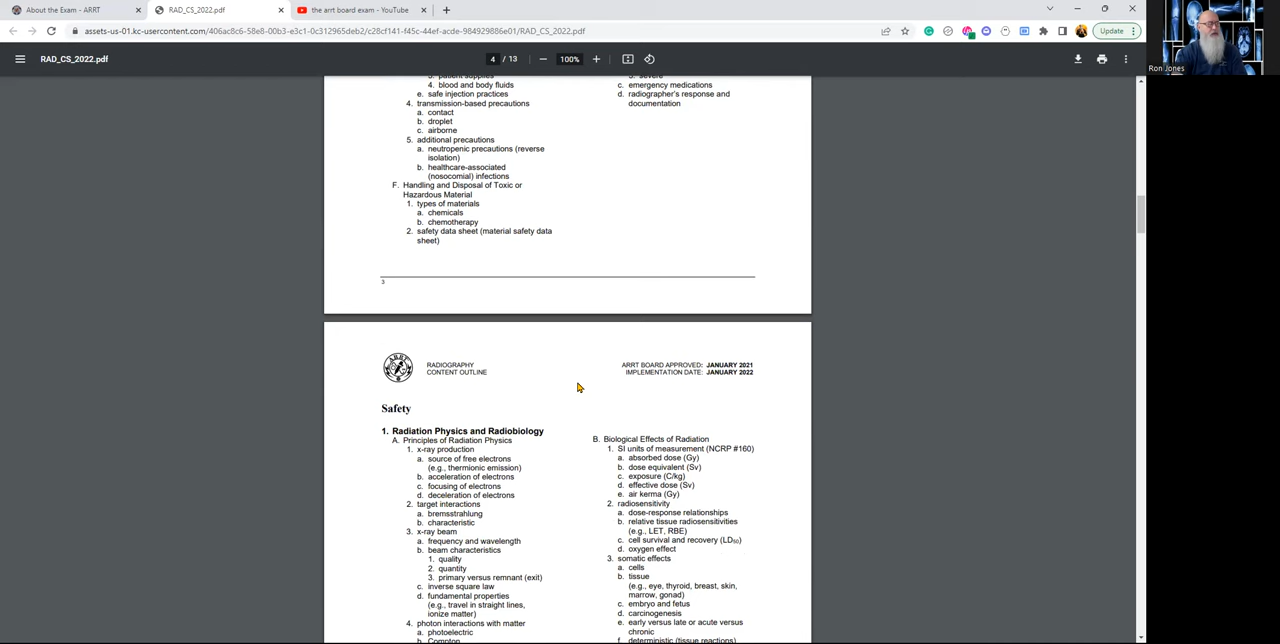 About the Exam - ARRT
RAD_CS_2022.pdf
the arrt board exam - YouTube
assets-us-01.kc-usercontent.com/406ac8c6-58e8-00b3-e3c1-0c312965deb2/c28cf141-f45c-44ef-acde-984929886e01/RAD_CS_2022.pdf
Update
Ron Jones
RAD_CS_2022.pdf
4 / 13
100%
3. patient supplies
4. blood and body fluids
e. safe injection practices
4. transmission-based precautions
a. contact
b. droplet
c. airborne
5. additional precautions
a. neutropenic precautions (reverse
isolation)
b. healthcare-associated
(nosocomial) infections
F. Handling and Disposal of Toxic or
Hazardous Material
1. types of materials
a. chemicals
b. chemotherapy
2. safety data sheet (material safety data
sheet)
3. severe
c. emergency medications
d. radiographer's response and
documentation
3
ARRT
RADIOGRAPHY
CONTENT OUTLINE
ARRT BOARD APPROVED: JANUARY 2021
IMPLEMENTATION DATE: JANUARY 2022
Safety
1. Radiation Physics and Radiobiology
A. Principles of Radiation Physics
1. x-ray production
a. source of free electrons
(e.g., thermionic emission)
b. acceleration of electrons
c. focusing of electrons
d. deceleration of electrons
2. target interactions
a. bremsstrahlung
b. characteristic
3. x-ray beam
a. frequency and wavelength
b. beam characteristics
1. quality
2. quantity
3. primary versus remnant (exit)
c. inverse square law
d. fundamental properties
(e.g., travel in straight lines,
ionize matter)
4. photon interactions with matter
a. photoelectric
b. Compton
B. Biological Effects of Radiation
1. SI units of measurement (NCRP #160)
a. absorbed dose (Gy)
b. dose equivalent (Sv)
c. exposure (C/kg)
d. effective dose (Sv)
e. air kerma (Gy)
2. radiosensitivity
a. dose-response relationships
b. relative tissue radiosensitivities
(e.g., LET, RBE)
c. cell survival and recovery (LD50)
d. oxygen effect
3. somatic effects
a. cells
b. tissue
(e.g., eye, thyroid, breast, skin,
marrow, gonad)
c. embryo and fetus
d. carcinogenesis
e. early versus late or acute versus
chronic
f. deterministic (tissue reactions)